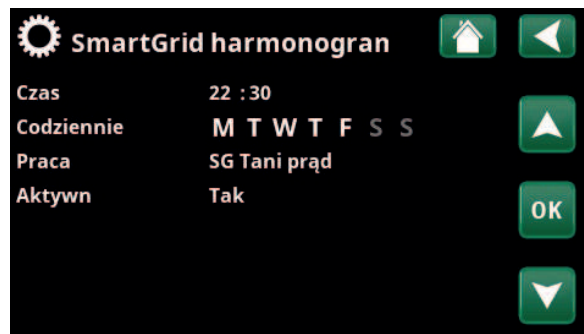 SmartGrid harmonogran
Czas 22 :30
Codziennie M T W T F S S
Praca SG Tani prąd
Aktywn Tak
OK